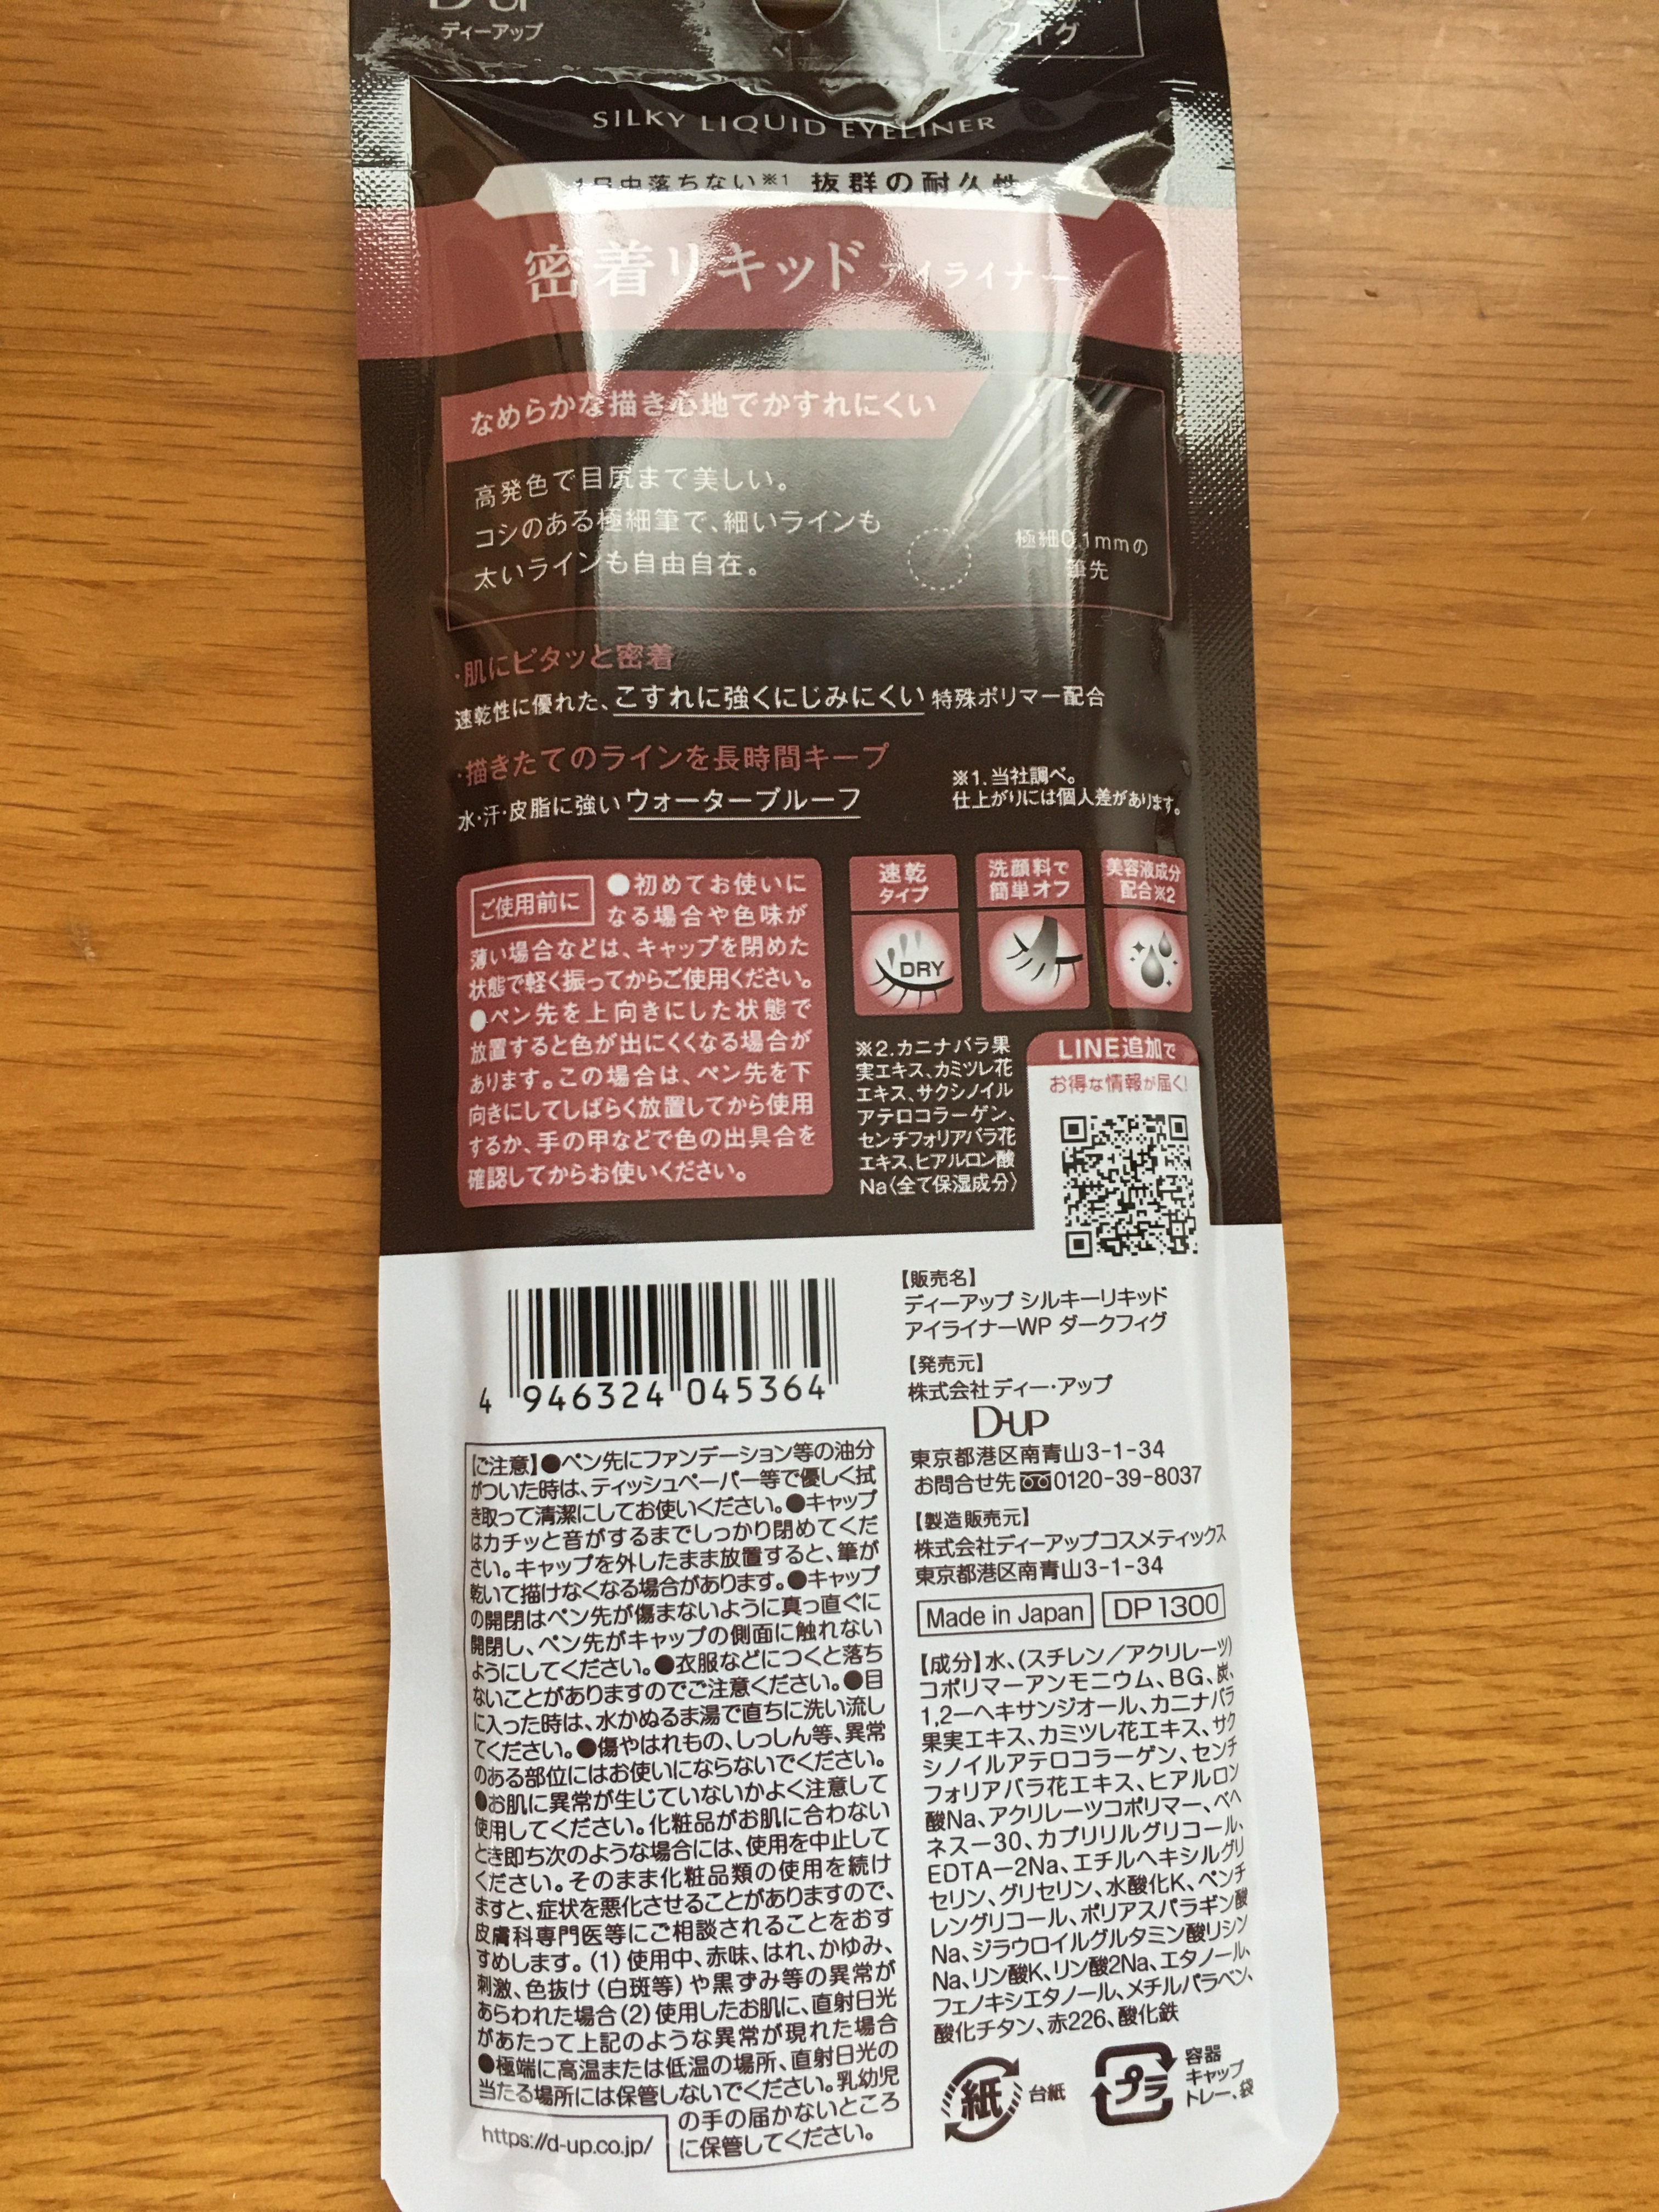 D-UP
ディーアップ
フィグ
SILKY LIQUID EYELINER
1日中落ちない※1 抜群の耐久性
密着リキッドアイライナー
なめらかな描き心地でかすれにくい
高発色で目尻まで美しい。
コシのある極細筆で、細いラインも
太いラインも自由自在。
極細0.1mmの
筆先
・肌にピタッと密着
速乾性に優れた、こすれに強くにじみにくい 特殊ポリマー配合
・描きたてのラインを長時間キープ
水・汗・皮脂に強い ウォータープルーフ
※1.当社調べ。
仕上がりには個人差があります。
ご使用前に ●初めてお使いに
なる場合や色味が
薄い場合などは、キャップを閉めた
状態で軽く振ってからご使用ください。
●ペン先を上向きにした状態で
放置すると色が出にくくなる場合が
あります。この場合は、ペン先を下
向きにしてしばらく放置してから使用
するか、手の甲などで色の出具合を
確認してからお使いください。
速乾
タイプ
DRY
洗顔料で
簡単オフ
美容液成分
配合※2
※2.カニナバラ果
実エキス、カミツレ花
エキス、サクシノイル
アテロコラーゲン、
センチフォリアバラ花
エキス、ヒアルロン酸
Na〈全て保湿成分〉
LINE追加で
お得な情報が届く!
4 946324 045364
【販売名】
ディーアップ シルキーリキッド
アイライナーWP ダークフィグ
【発売元】
株式会社ディー・アップ
D-UP
東京都港区南青山3-1-34
お問合せ先 0120-39-8037
【製造販売元】
株式会社ディーアップコスメティックス
東京都港区南青山3-1-34
Made in Japan DP1300
【成分】水、(スチレン/アクリレーツ)
コポリマーアンモニウム、BG、炭、
1,2ーヘキサンジオール、カニナバラ
果実エキス、カミツレ花エキス、サク
シノイルアテロコラーゲン、センチ
フォリアバラ花エキス、ヒアルロン
酸Na、アクリレーツコポリマー、ベヘ
ネスー30、カプリリルグリコール、
EDTAー2Na、エチルヘキシルグリ
セリン、グリセリン、水酸化K、ペンチ
レングリコール、ポリアスパラギン酸
Na、ジラウロイルグルタミン酸リシン
Na、リン酸K、リン酸2Na、エタノール、
フェノキシエタノール、メチルパラベン、
酸化チタン、赤226、酸化鉄
紙 台紙
プラ 容器
キャップ
トレー、袋
【ご注意】●ペン先にファンデーション等の油分
がついた時は、ティッシュペーパー等で優しく拭
き取って清潔にしてお使いください。●キャップ
はカチッと音がするまでしっかり閉めてくだ
さい。キャップを外したまま放置すると、筆が
乾いて描けなくなる場合があります。●キャップ
の開閉はペン先が傷まないように真っ直ぐに
開閉し、ペン先がキャップの側面に触れない
ようにしてください。●衣服などにつくと落ち
ないことがありますのでご注意ください。●目
に入った時は、水かぬるま湯で直ちに洗い流し
てください。●傷やはれもの、しっしん等、異常
のある部位にはお使いにならないでください。
●お肌に異常が生じていないかよく注意して
使用してください。化粧品がお肌に合わない
とき即ち次のような場合には、使用を中止して
ください。そのまま化粧品類の使用を続け
ますと、症状を悪化させることがありますので、
皮膚科専門医等にご相談されることをおす
すめします。(1)使用中、赤味、はれ、かゆみ、
刺激、色抜け(白斑等)や黒ずみ等の異常が
あらわれた場合(2)使用したお肌に、直射日光
があたって上記のような異常が現れた場合
●極端に高温または低温の場所、直射日光の
当たる場所には保管しないでください。乳幼児
の手の届かないところ
に保管してください。
https://d-up.co.jp/